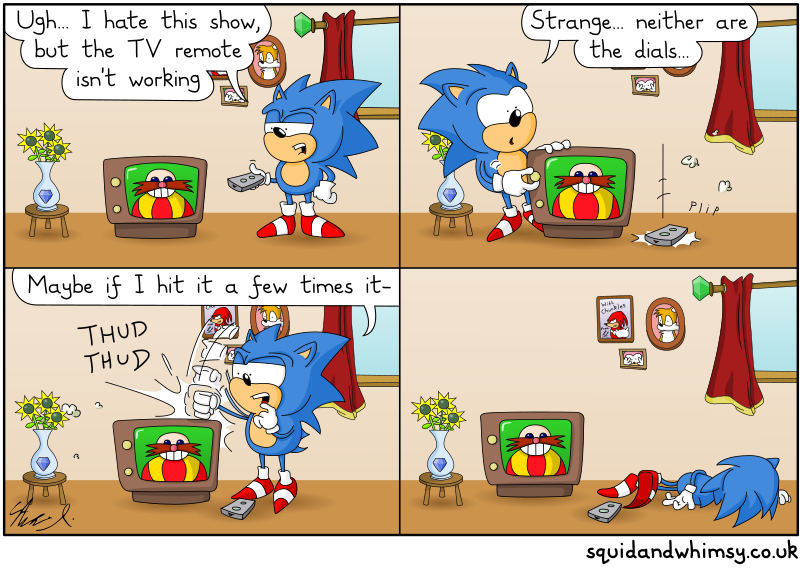 Ugh... I hate this show,
but the TV remote
isn't working
Strange... neither are
the dials...
PliP
Maybe if I hit it a few times it-
THUD
THUD
With
Chuckles
squidandwhimsy.co.uk